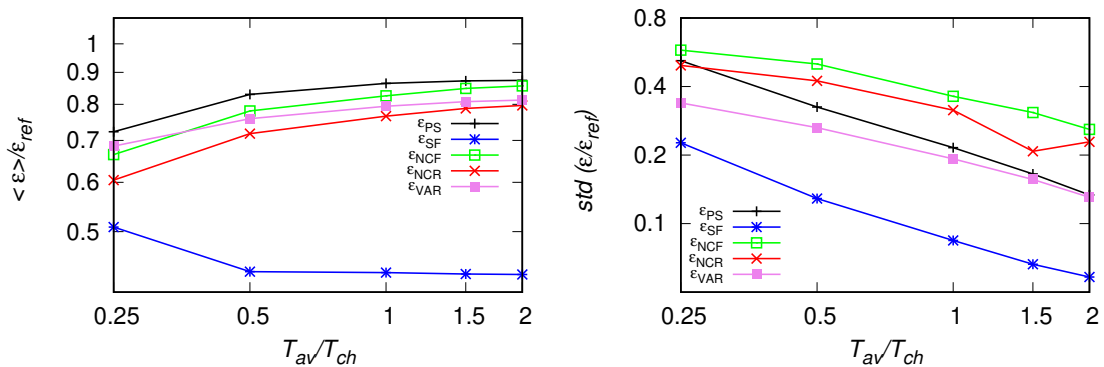 1
0.9
0.8
0.7
0.6
0.5
< ε>/ε_ref
ε_PS
ε_SF
ε_NCF
ε_NCR
ε_VAR
0.25 0.5 1 1.5 2
T_av/T_ch
0.8
0.4
0.2
0.1
std (ε/ε_ref)
ε_PS
ε_SF
ε_NCF
ε_NCR
ε_VAR
0.25 0.5 1 1.5 2
T_av/T_ch